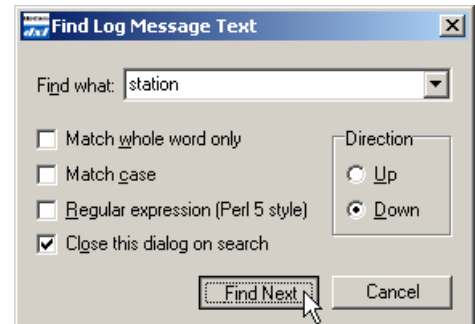 Find Log Message Text
Find what: station
Match whole word only
Match case
Regular expression (Perl 5 style)
Close this dialog on search
Direction
Up
Down
Find Next
Cancel